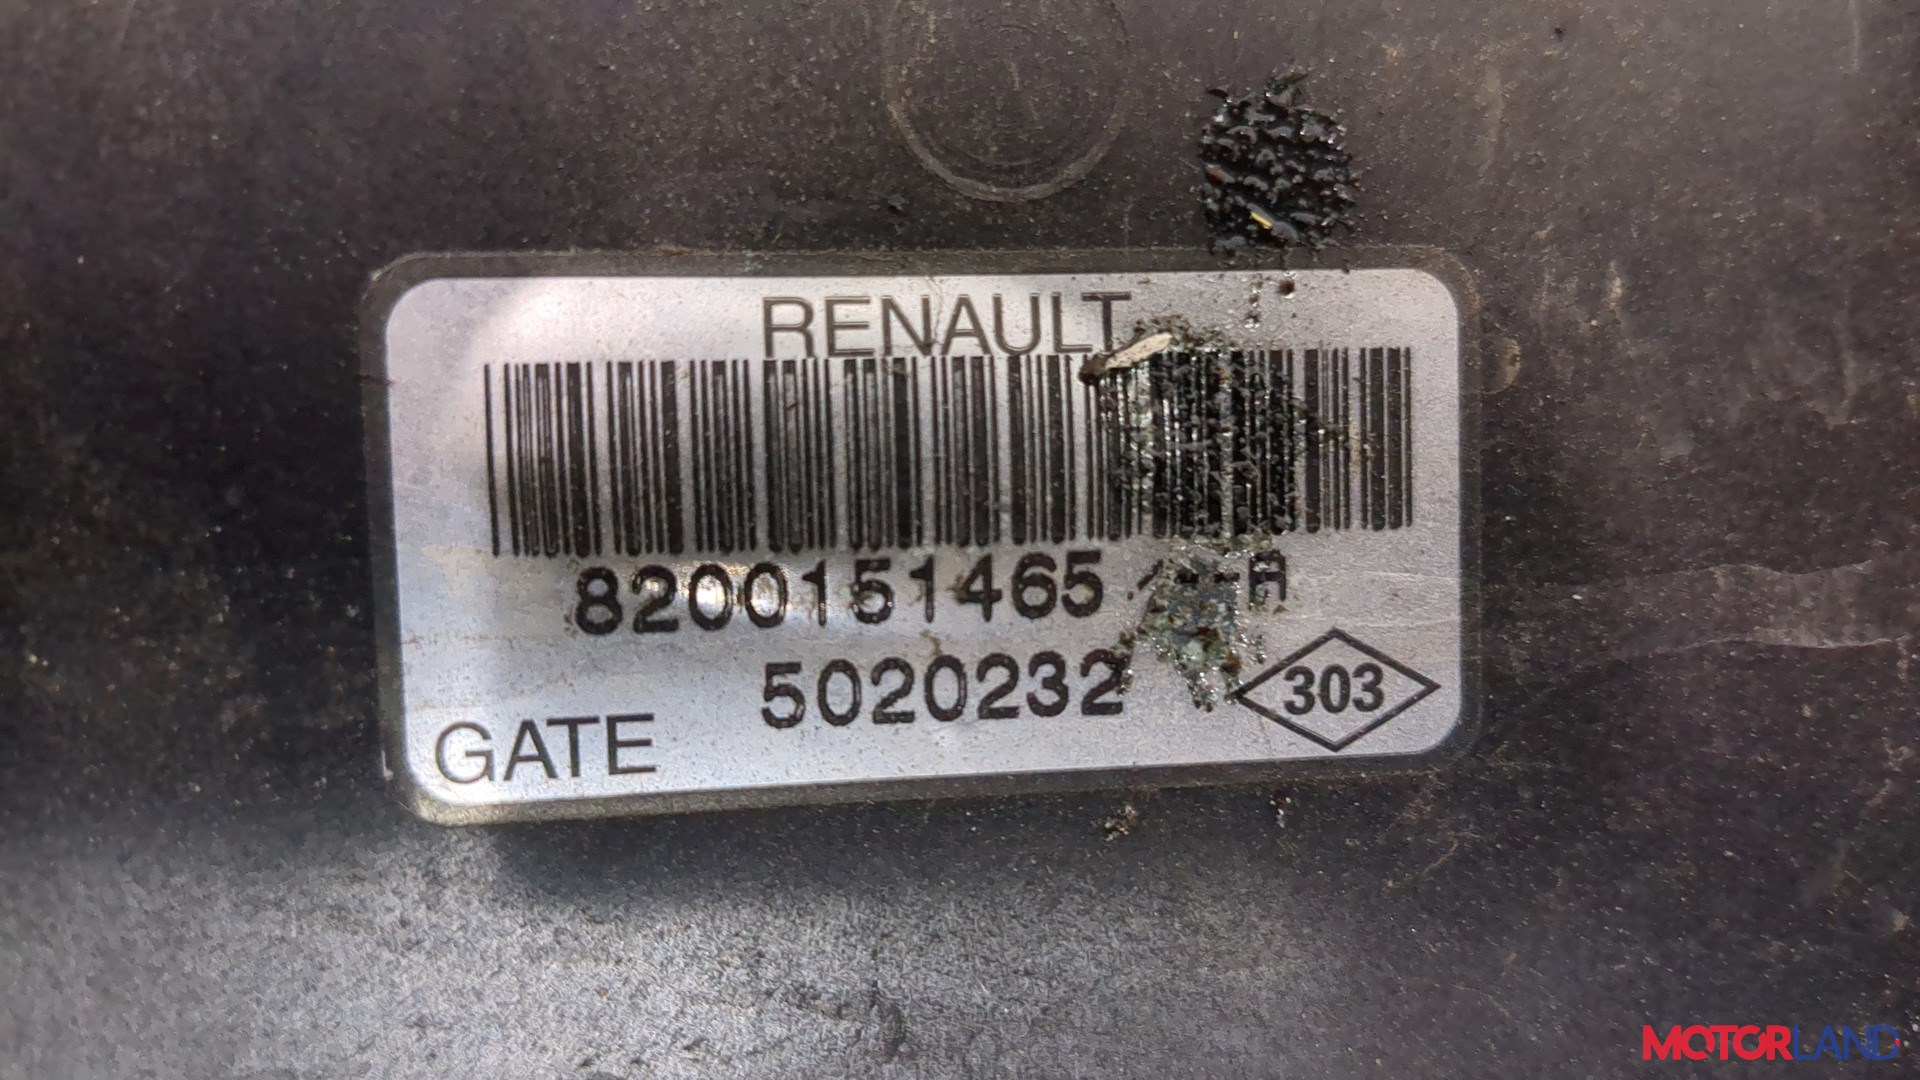 RENAULT
8200151465 --A
5020232
303
GATE
MOTORLAND